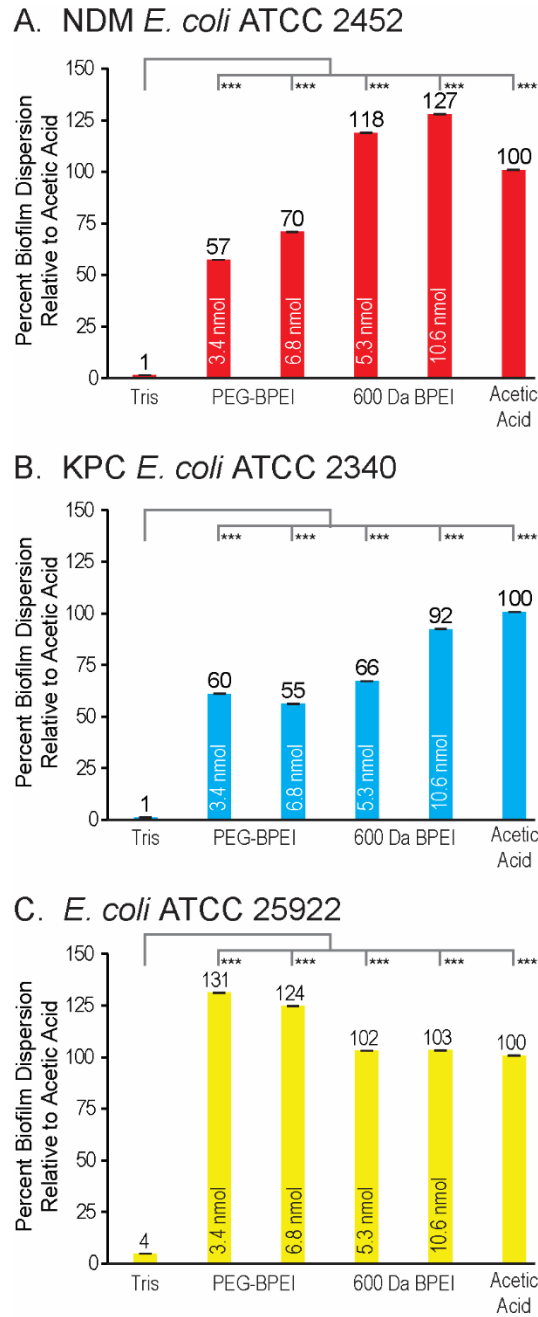 A. NDM E. coli ATCC 2452
Percent Biofilm Dispersion
Relative to Acetic Acid
150
125
100
75
50
25
0
*** *** *** *** ***
1
57
70
118
127
100
3.4 nmol
6.8 nmol
5.3 nmol
10.6 nmol
Tris PEG-BPEI 600 Da BPEI Acetic
Acid
B. KPC E. coli ATCC 2340
Percent Biofilm Dispersion
Relative to Acetic Acid
150
125
100
75
50
25
0
*** *** *** *** ***
1
60
55
66
92
100
3.4 nmol
6.8 nmol
5.3 nmol
10.6 nmol
Tris PEG-BPEI 600 Da BPEI Acetic
Acid
C. E. coli ATCC 25922
Percent Biofilm Dispersion
Relative to Acetic Acid
150
125
100
75
50
25
0
*** *** *** *** ***
4
131
124
102
103
100
3.4 nmol
6.8 nmol
5.3 nmol
10.6 nmol
Tris PEG-BPEI 600 Da BPEI Acetic
Acid